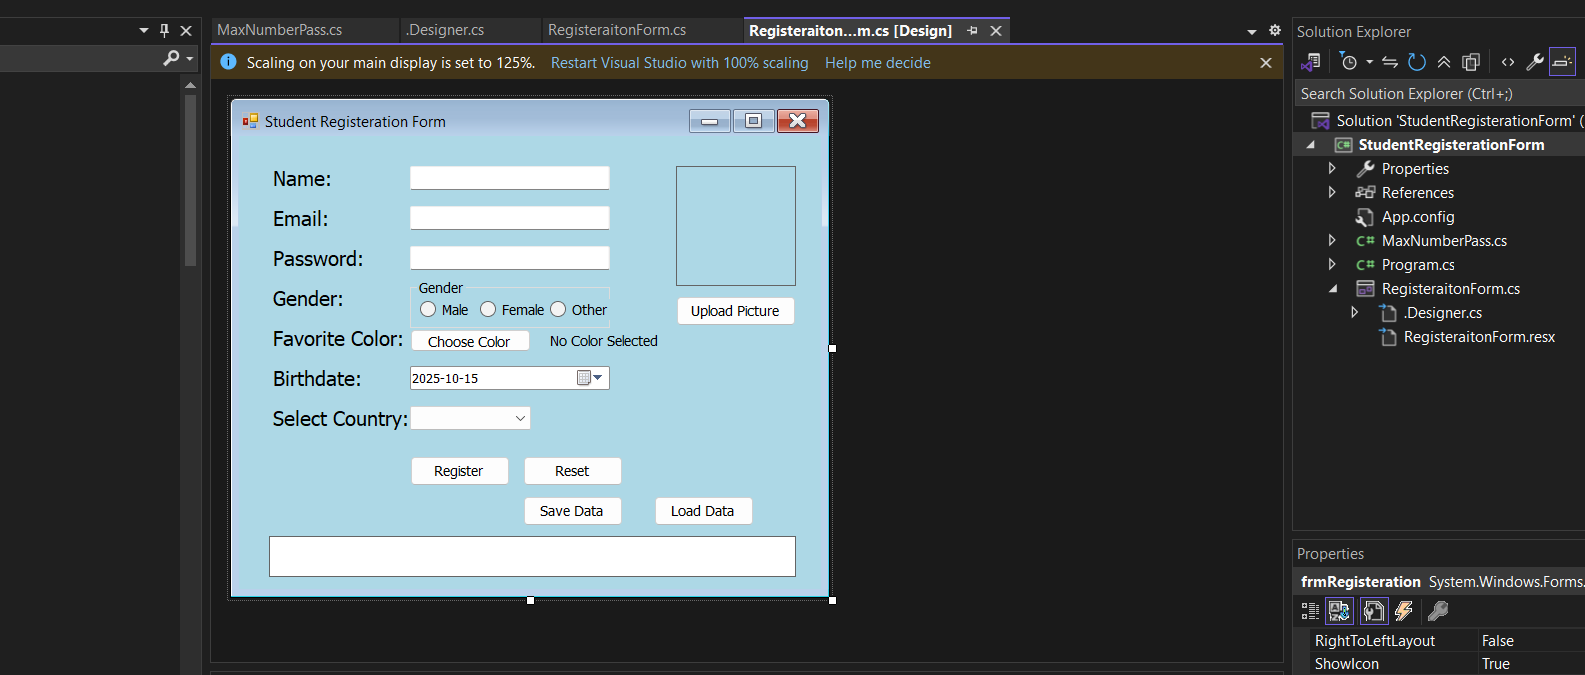 MaxNumberPass.cs
.Designer.cs
RegisteraitonForm.cs
Registeraiton...m.cs [Design]
Scaling on your main display is set to 125%. Restart Visual Studio with 100% scaling Help me decide
Student Registeration Form
Name:
Email:
Password:
Gender:
Gender
Male Female Other
Upload Picture
Favorite Color:
Choose Color
No Color Selected
Birthdate:
2025-10-15
Select Country:
Register
Reset
Save Data
Load Data
Solution Explorer
Search Solution Explorer (Ctrl+;)
Solution 'StudentRegisterationForm' (
C# StudentRegisterationForm
Properties
References
App.config
C# MaxNumberPass.cs
C# Program.cs
RegisteraitonForm.cs
.Designer.cs
RegisteraitonForm.resx
Properties
frmRegisteration System.Windows.Forms.
RightToLeftLayout False
ShowIcon True